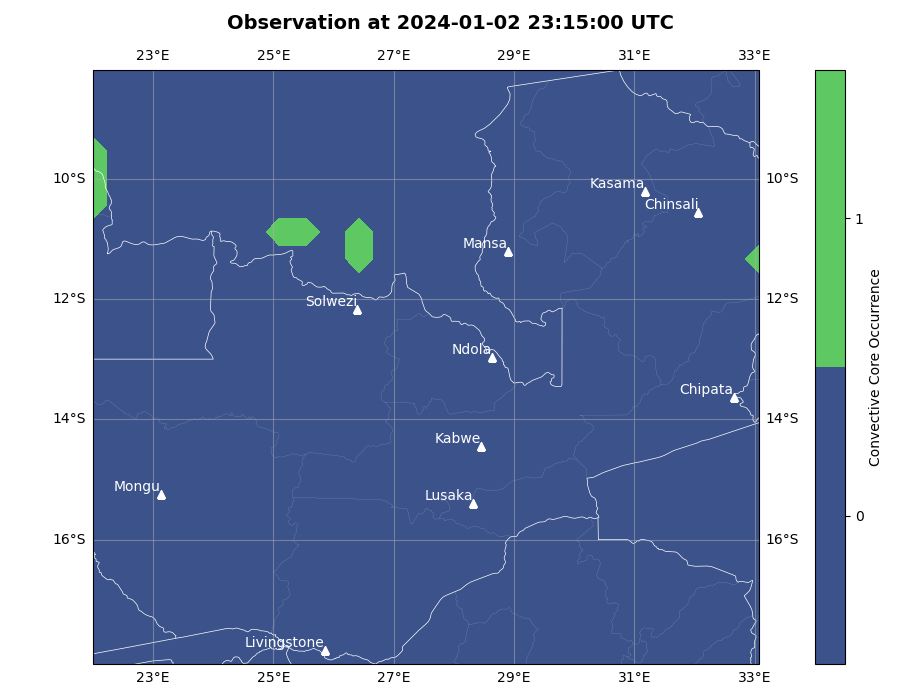 Observation at 2024-01-02 23:15:00 UTC
23°E 25°E 27°E 29°E 31°E 33°E
10°S 10°S
Kasama
Chinsali
1
Mansa
12°S 12°S
Solwezi
Ndola
Chipata
14°S 14°S
Kabwe
Mongu
Lusaka
0
16°S 16°S
Livingstone
23°E 25°E 27°E 29°E 31°E 33°E
Convective Core Occurrence